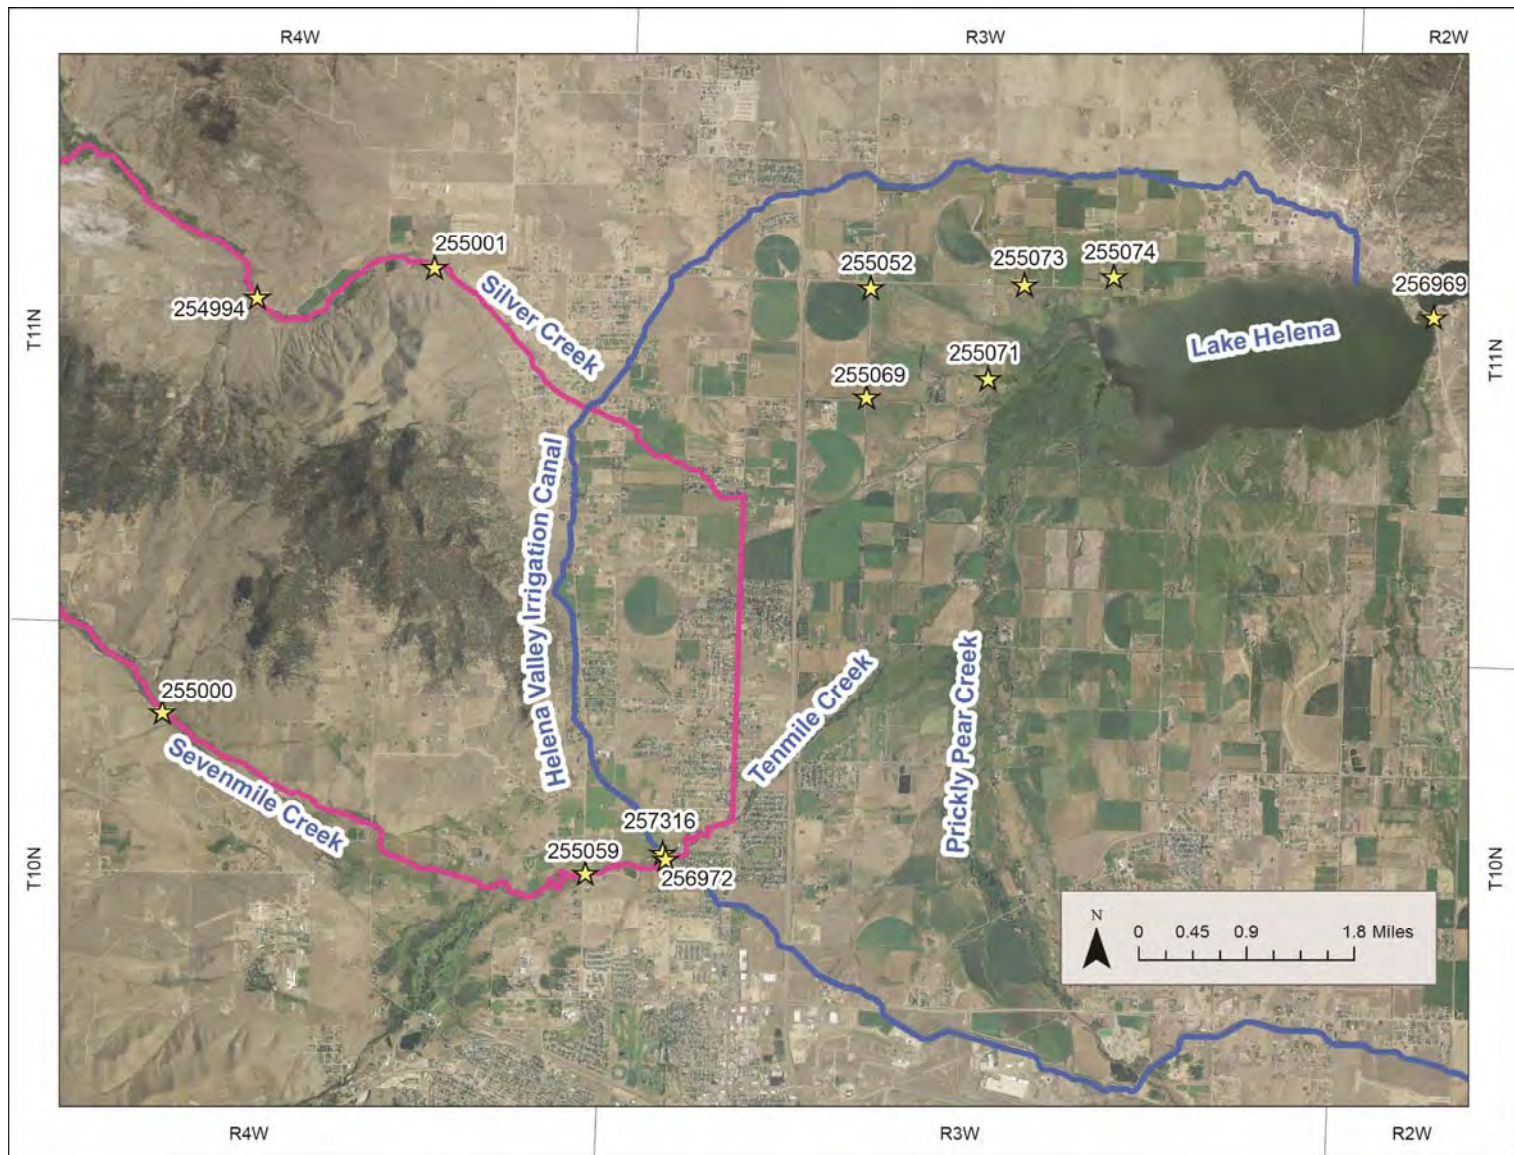 R4W
R3W
R2W
T11N
T11N
255001
254994
Silver Creek
255052
255073
255074
256969
Lake Helena
255069
255071
Helena Valley Irrigation Canal
255000
Sevenmile Creek
Tenmile Creek
Prickly Pear Creek
257316
255059
256972
T10N
T10N
N
0 0.45 0.9 1.8 Miles
R4W
R3W
R2W